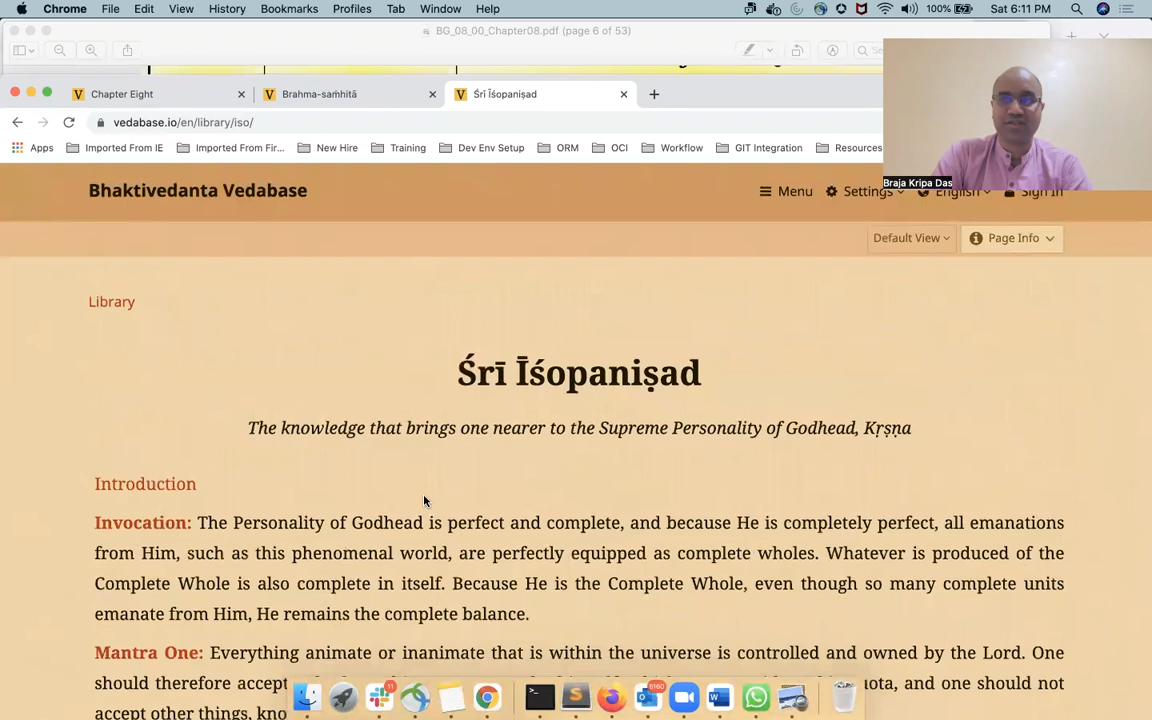 Chrome File Edit View History Bookmarks Profiles Tab Window Help 100% Sat 6:11 PM
BG_08_00_Chapter08.pdf (page 6 of 53)
Chapter Eight Brahma-saṁhitā Śrī Īśopaniṣad
vedabase.io/en/library/iso/
Apps Imported From IE Imported From Fir... New Hire Training Dev Env Setup ORM OCI Workflow GIT Integration Resources
Braja Kripa Das
Bhaktivedanta Vedabase Menu Settings English Sign In
Default View Page Info
Library
Śrī Īśopaniṣad
The knowledge that brings one nearer to the Supreme Personality of Godhead, Kṛṣṇa
Introduction
Invocation: The Personality of Godhead is perfect and complete, and because He is completely perfect, all emanations
from Him, such as this phenomenal world, are perfectly equipped as complete wholes. Whatever is produced of the
Complete Whole is also complete in itself. Because He is the Complete Whole, even though so many complete units
emanate from Him, He remains the complete balance.
Mantra One: Everything animate or inanimate that is within the universe is controlled and owned by the Lord. One
should therefore accept and one should not
accept other things,